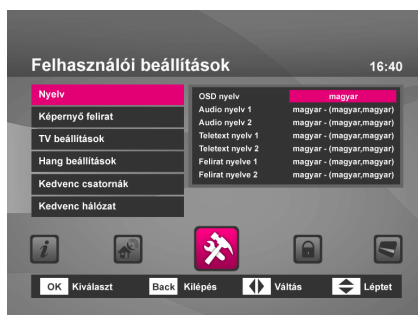 Felhasználói beállítások 16:40
Nyelv
Képernyő felirat
TV beállítások
Hang beállítások
Kedvenc csatornák
Kedvenc hálózat
OSD nyelv magyar
Audio nyelv 1 magyar - (magyar,magyar)
Audio nyelv 2 magyar - (magyar,magyar)
Teletext nyelv 1 magyar - (magyar,magyar)
Teletext nyelv 2 magyar - (magyar,magyar)
Felirat nyelve 1 magyar - (magyar,magyar)
Felirat nyelve 2 magyar - (magyar,magyar)
OK Kiválaszt Back Kilépés Váltás Léptet